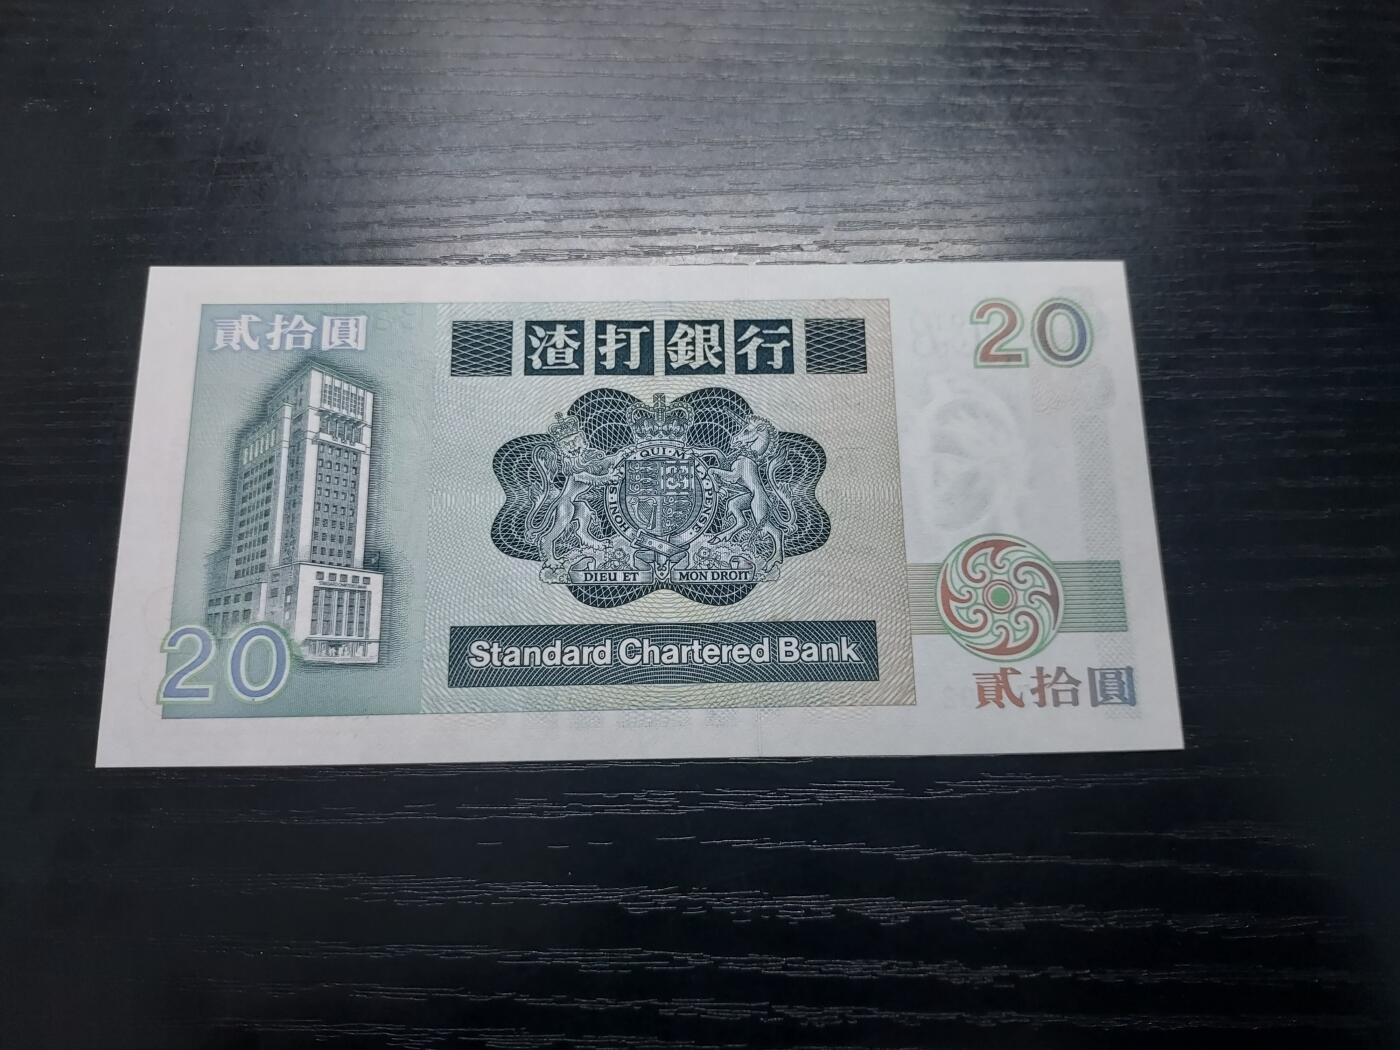 貳拾圓
渣打銀行
20
HONI·SOIT
QUI·MAL·Y·PENSE
DIEU ET MON DROIT
Standard Chartered Bank
20
貳拾圓